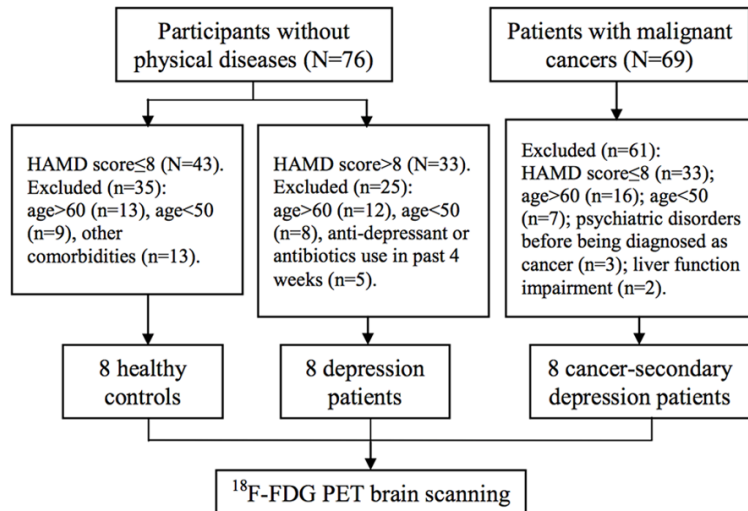 Participants without
physical diseases (N=76)
Patients with malignant
cancers (N=69)
HAMD score≤8 (N=43).
Excluded (n=35):
age>60 (n=13), age<50
(n=9), other
comorbidities (n=13).
HAMD score>8 (N=33).
Excluded (n=25):
age>60 (n=12), age<50
(n=8), anti-depressant or
antibiotics use in past 4
weeks (n=5).
Excluded (n=61):
HAMD score≤8 (n=33);
age>60 (n=16); age<50
(n=7); psychiatric disorders
before being diagnosed as
cancer (n=3); liver function
impairment (n=2).
8 healthy
controls
8 depression
patients
8 cancer-secondary
depression patients
¹⁸F-FDG PET brain scanning